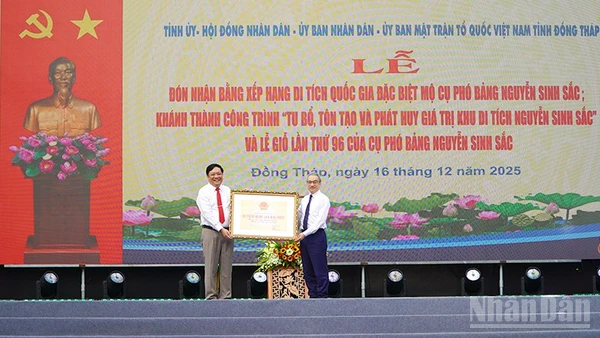 TỈNH ỦY- HỘI ĐỒNG NHÂN DÂN - ỦY BAN NHÂN DÂN - ỦY BAN MẶT TRẬN TỔ QUỐC VIỆT NAM TỈNH ĐỒNG THÁP
LỄ
ĐÓN NHẬN BẰNG XẾP HẠNG DI TÍCH QUỐC GIA ĐẶC BIỆT MỘ CỤ PHÓ BẢNG NGUYỄN SINH SẮC;
KHÁNH THÀNH CÔNG TRÌNH "TU BỔ, TÔN TẠO VÀ PHÁT HUY GIÁ TRỊ KHU DI TÍCH NGUYỄN SINH SẮC"
VÀ LỄ GIỖ LẦN THỨ 96 CỦA CỤ PHÓ BẢNG NGUYỄN SINH SẮC
Đồng Tháp, ngày 16 tháng 12 năm 2025
NhanDan